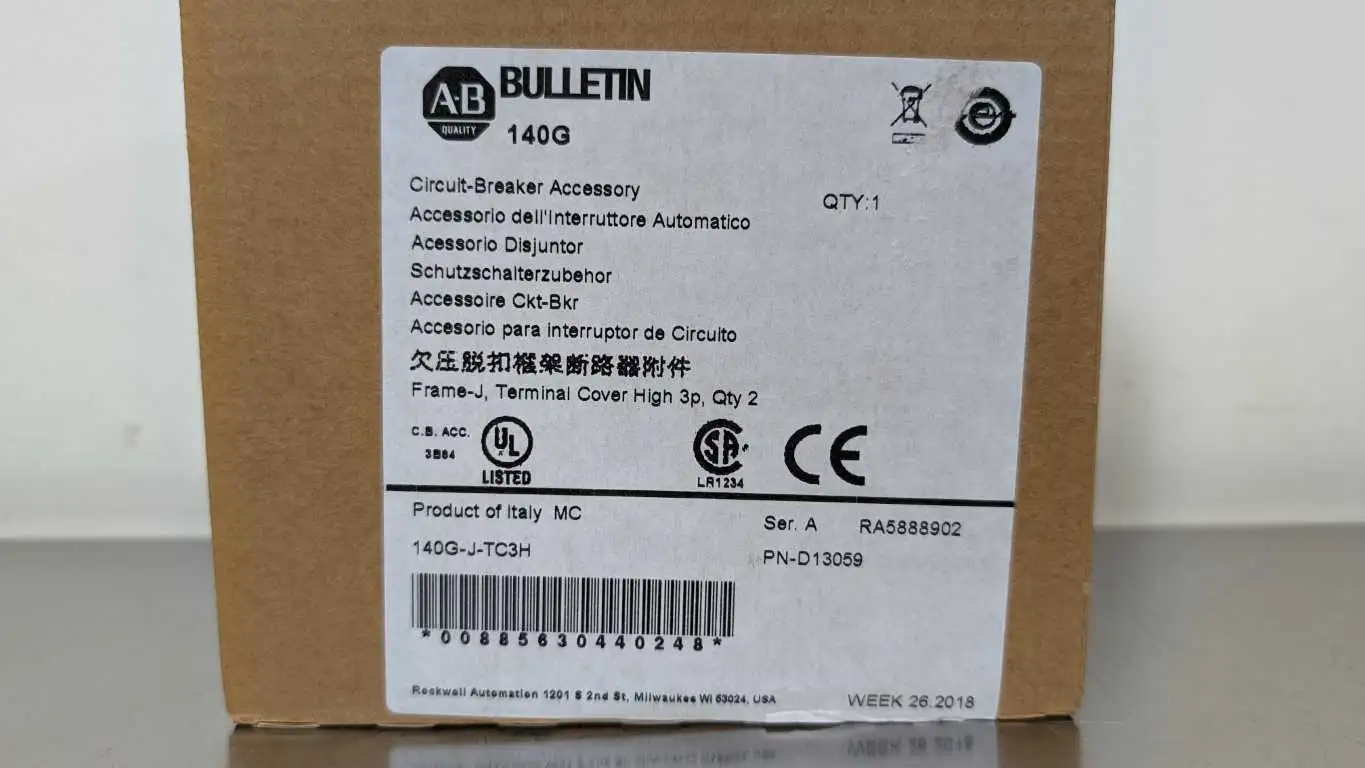 A-B
QUALITY
BULLETIN
140G
Circuit-Breaker Accessory
QTY:1
Accessorio dell'Interruttore Automatico
Acessorio Disjuntor
Schutzschalterzubehor
Accessoire Ckt-Bkr
Accesorio para interruptor de Circuito
欠压脱扣框架断路器附件
Frame-J, Terminal Cover High 3p, Qty 2
C.B. ACC.
3B84
UL
LISTED
SA
LR1234
CE
Product of Italy MC
Ser. A RA5888902
140G-J-TC3H
PN-D13059
*00885630440248*
Rockwell Automation 1201 S 2nd St, Milwaukee WI 53024, USA
WEEK 26.2018